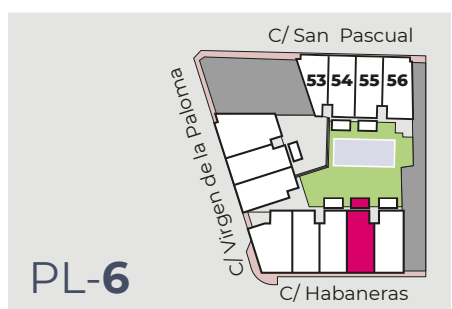 C/ San Pascual
53 54 55 56
C/ Virgen de la Paloma
PL-6
C/ Habaneras